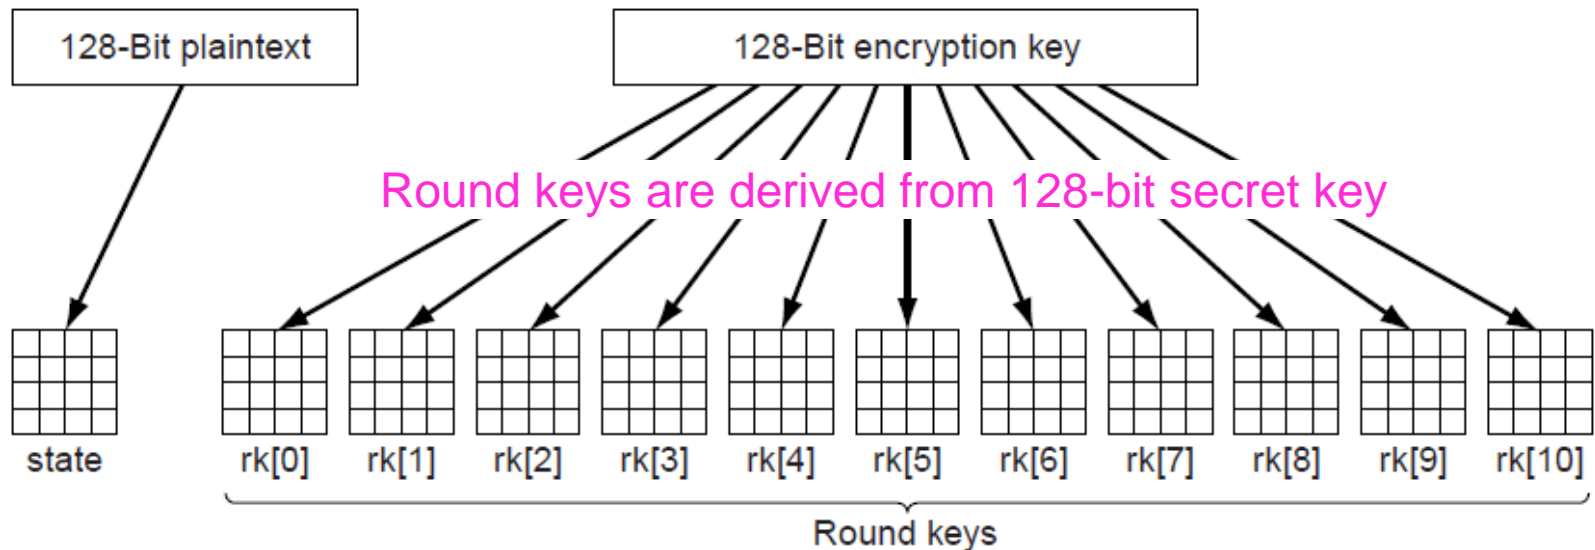 128-Bit plaintext
128-Bit encryption key
Round keys are derived from 128-bit secret key
state
rk[0]
rk[1]
rk[2]
rk[3]
rk[4]
rk[5]
rk[6]
rk[7]
rk[8]
rk[9]
rk[10]
Round keys